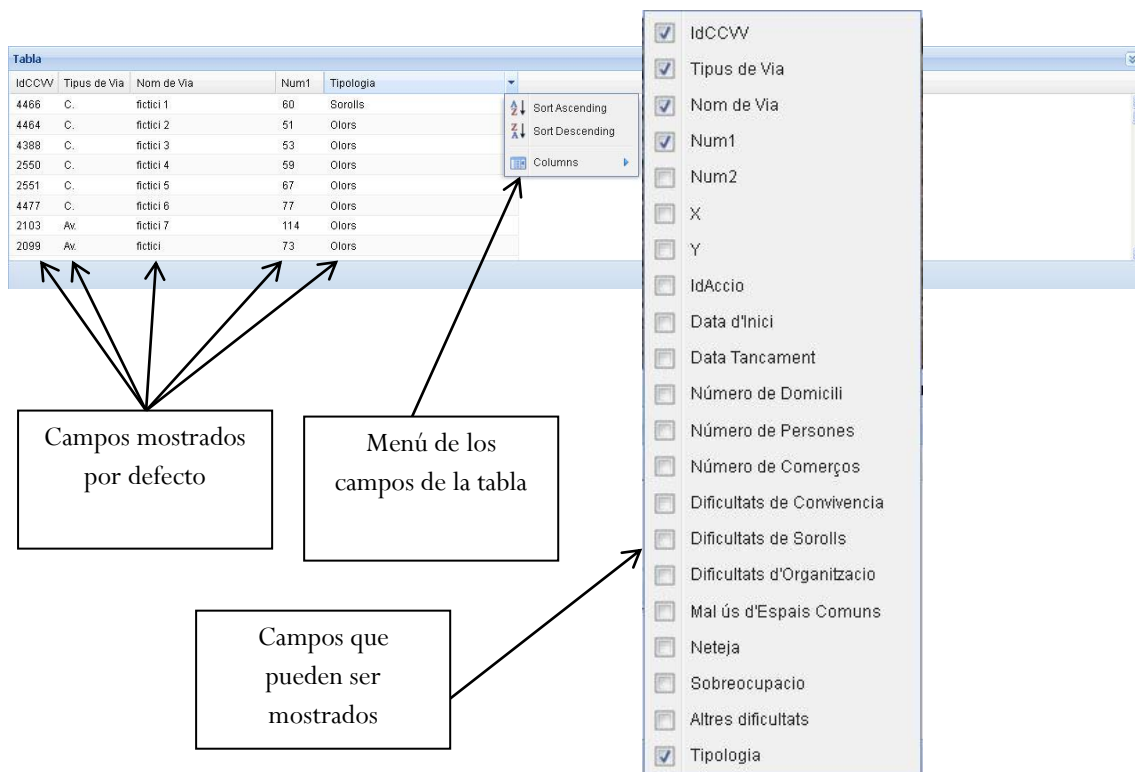 Tabla
IdCCVV Tipus de Via Nom de Via Num1 Tipologia
4466 C. fictici 1 60 Sorolls
4464 C. fictici 2 51 Olors
4388 C. fictici 3 53 Olors
2550 C. fictici 4 59 Olors
2551 C. fictici 5 67 Olors
4477 C. fictici 6 77 Olors
2103 Av. fictici 7 114 Olors
2099 Av. fictici 73 Olors
Sort Ascending
Sort Descending
Columns
IdCCVV
Tipus de Via
Nom de Via
Num1
Num2
X
Y
IdAccio
Data d'Inici
Data Tancament
Número de Domicili
Número de Persones
Número de Comerços
Dificultats de Convivencia
Dificultats de Sorolls
Dificultats d'Organitzacio
Mal ús d'Espais Comuns
Neteja
Sobreocupacio
Altres dificultats
Tipologia
Campos mostrados
por defecto
Menú de los
campos de la tabla
Campos que
pueden ser
mostrados